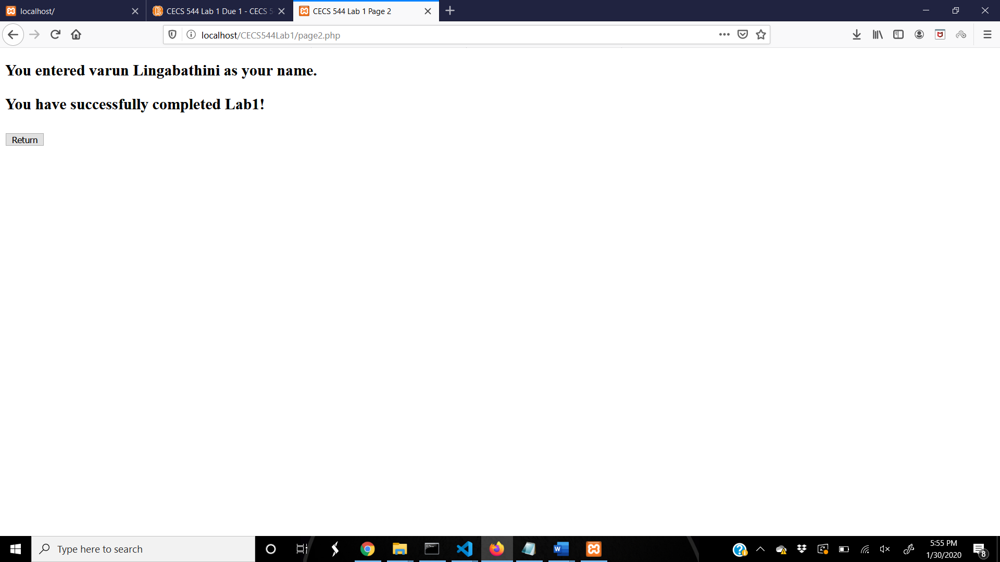 localhost/
CECS 544 Lab 1 Due 1 - CECS 5
CECS 544 Lab 1 Page 2
localhost/CECS544Lab1/page2.php
You entered varun Lingabathini as your name.
You have successfully completed Lab1!
Return
Type here to search
5:55 PM
1/30/2020
8